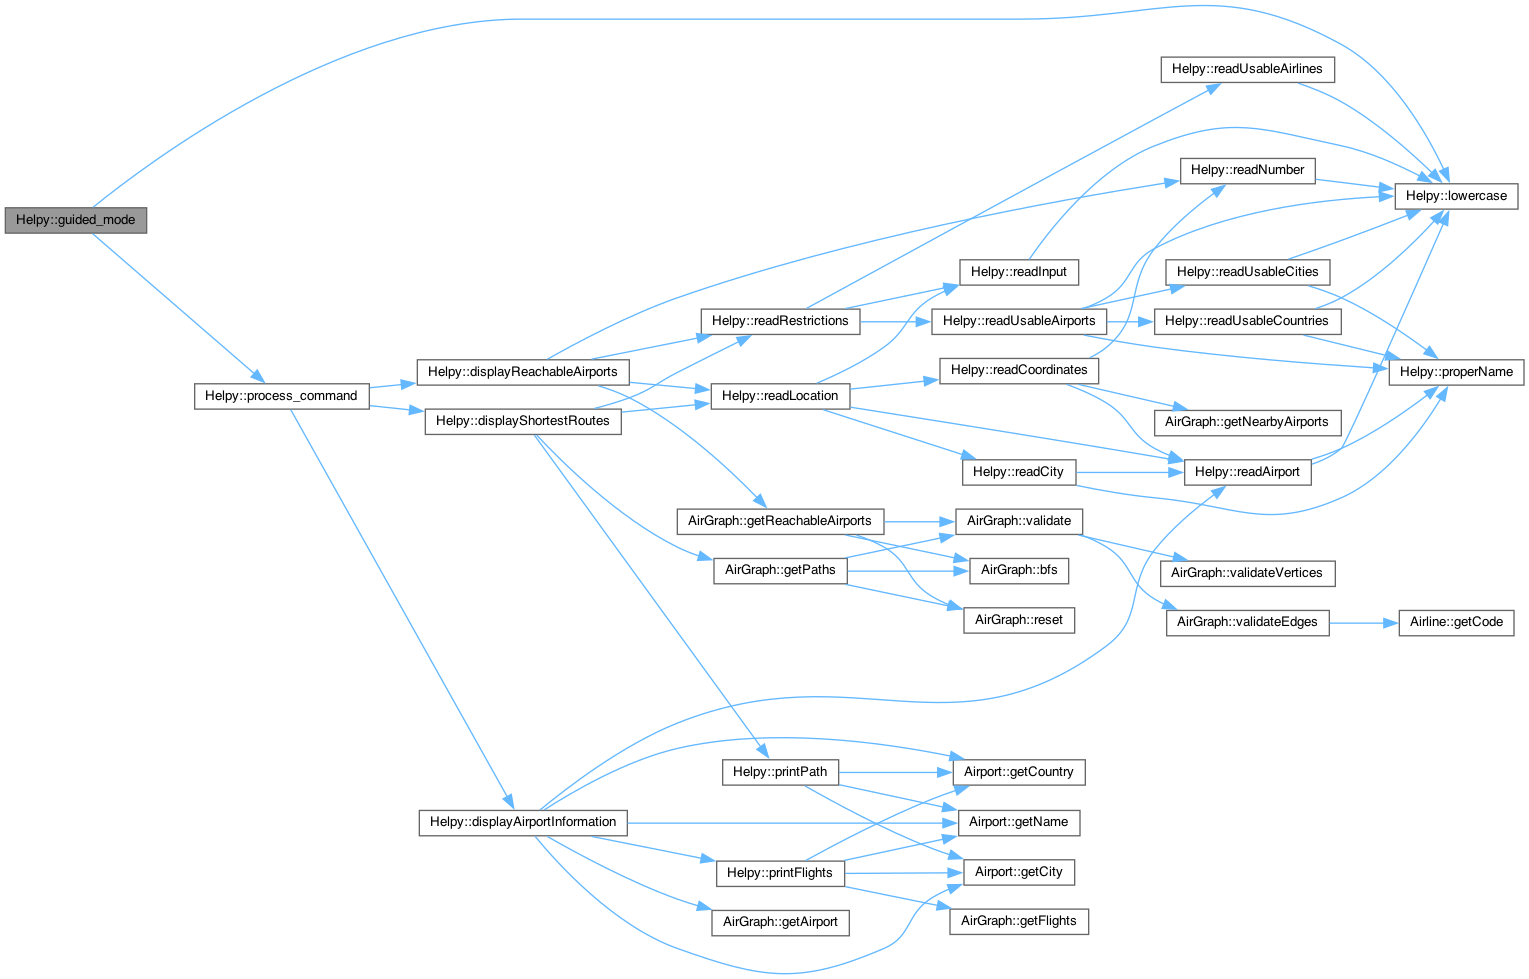 Helpy::guided_mode
Helpy::process_command
Helpy::displayReachableAirports
Helpy::displayShortestRoutes
Helpy::displayAirportInformation
Helpy::readRestrictions
Helpy::readLocation
AirGraph::getReachableAirports
AirGraph::getPaths
Helpy::printPath
Helpy::printFlights
AirGraph::getAirport
Helpy::readInput
Helpy::readUsableAirports
Helpy::readCoordinates
Helpy::readCity
AirGraph::validate
AirGraph::bfs
AirGraph::reset
Airport::getCountry
Airport::getName
Airport::getCity
AirGraph::getFlights
Helpy::readUsableAirlines
Helpy::readNumber
Helpy::readUsableCities
Helpy::readUsableCountries
AirGraph::getNearbyAirports
Helpy::readAirport
AirGraph::validateVertices
AirGraph::validateEdges
Helpy::lowercase
Helpy::properName
Airline::getCode